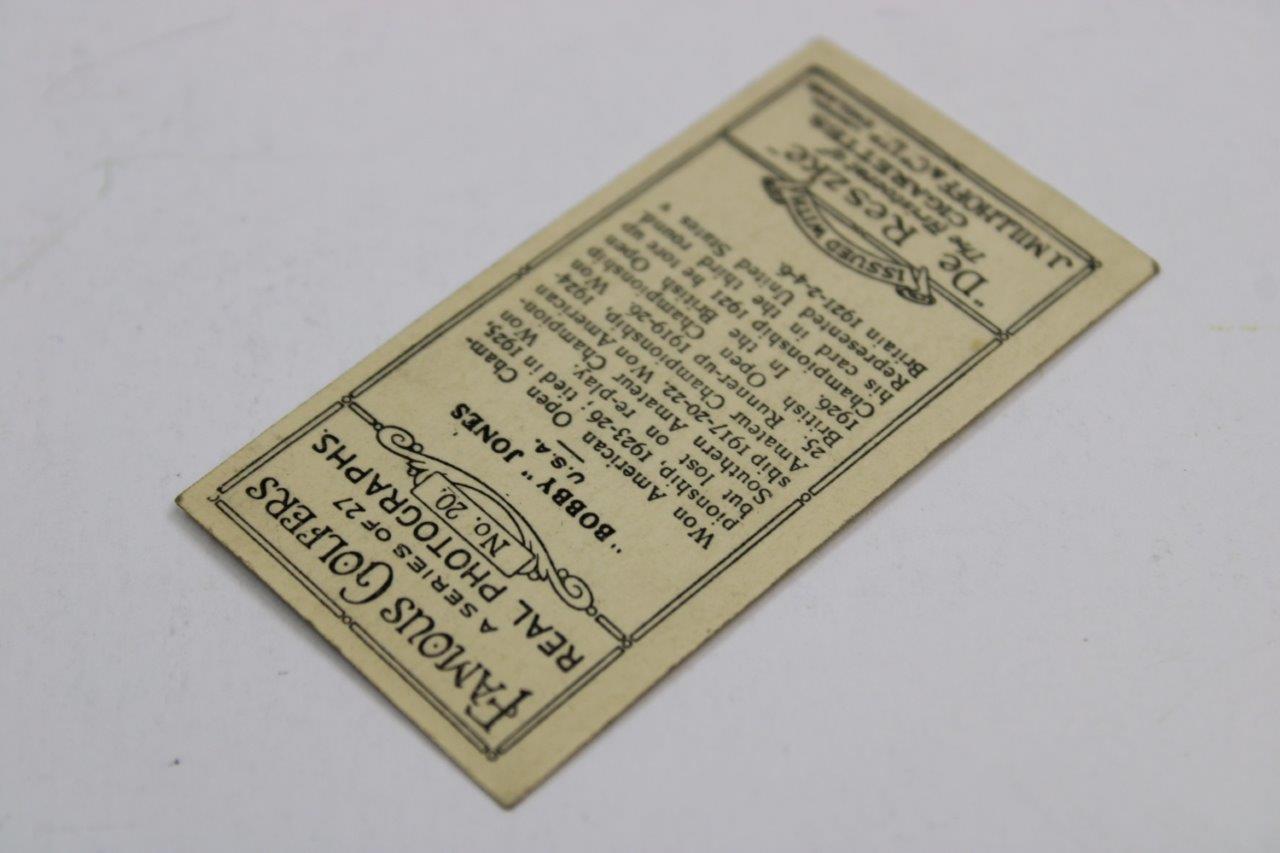 FAMOUS GOLFERS
A SERIES OF 27
REAL PHOTOGRAPHS.
No. 20.
"BOBBY" JONES
U.S.A.
Won American Open Cham-
pionship, 1923-26; tied in 1925,
but lost on re-play. Won
Southern Amateur Champion-
ship 1917-20-22. Won American
Amateur Championship, 1924-
25. Runner-up 1919-26. Won
British Open Championship
1926. In the British Open
Championship 1921 he tore up
his card in the third round.
Represented United States v
Britain 1921-2-4-6.
ISSUED WITH
"De Reszke"
The Aristocrat of
CIGARETTES
J. MILLHOFF & Co Ltd